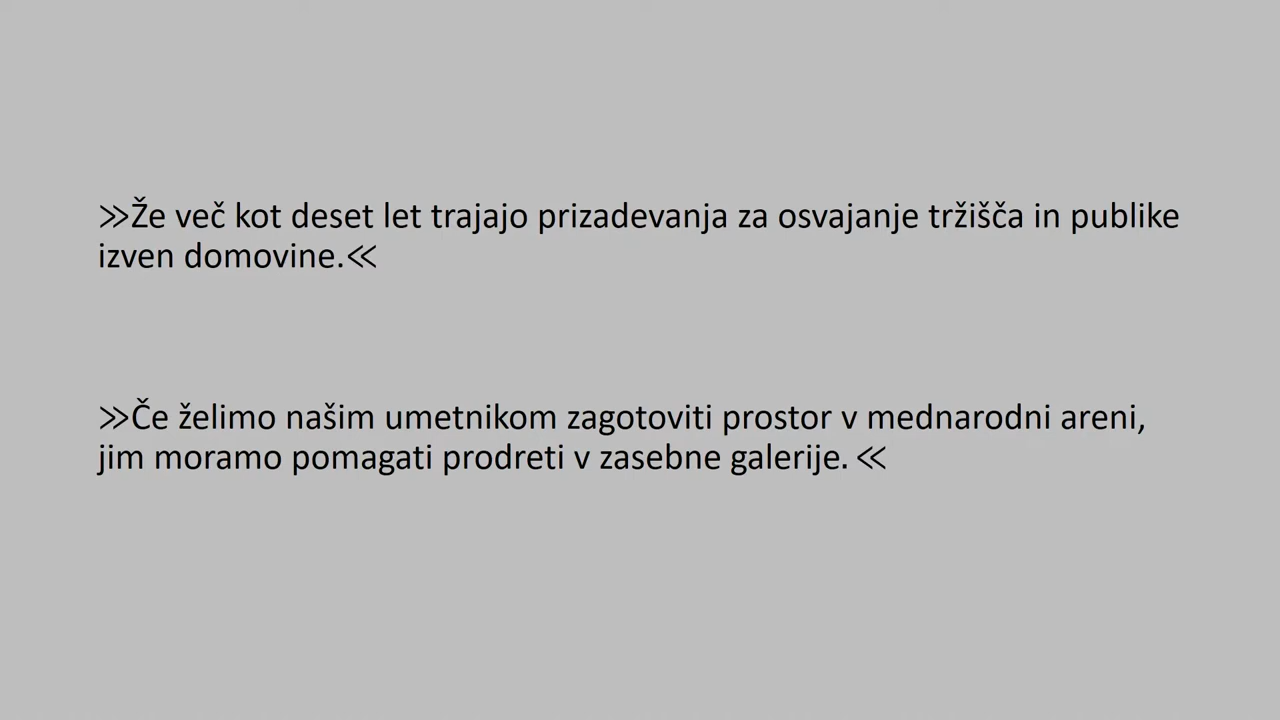 ≫Že več kot deset let trajajo prizadevanja za osvajanje tržišča in publike
izven domovine.≪
≫Če želimo našim umetnikom zagotoviti prostor v mednarodni areni,
jim moramo pomagati prodreti v zasebne galerije. ≪